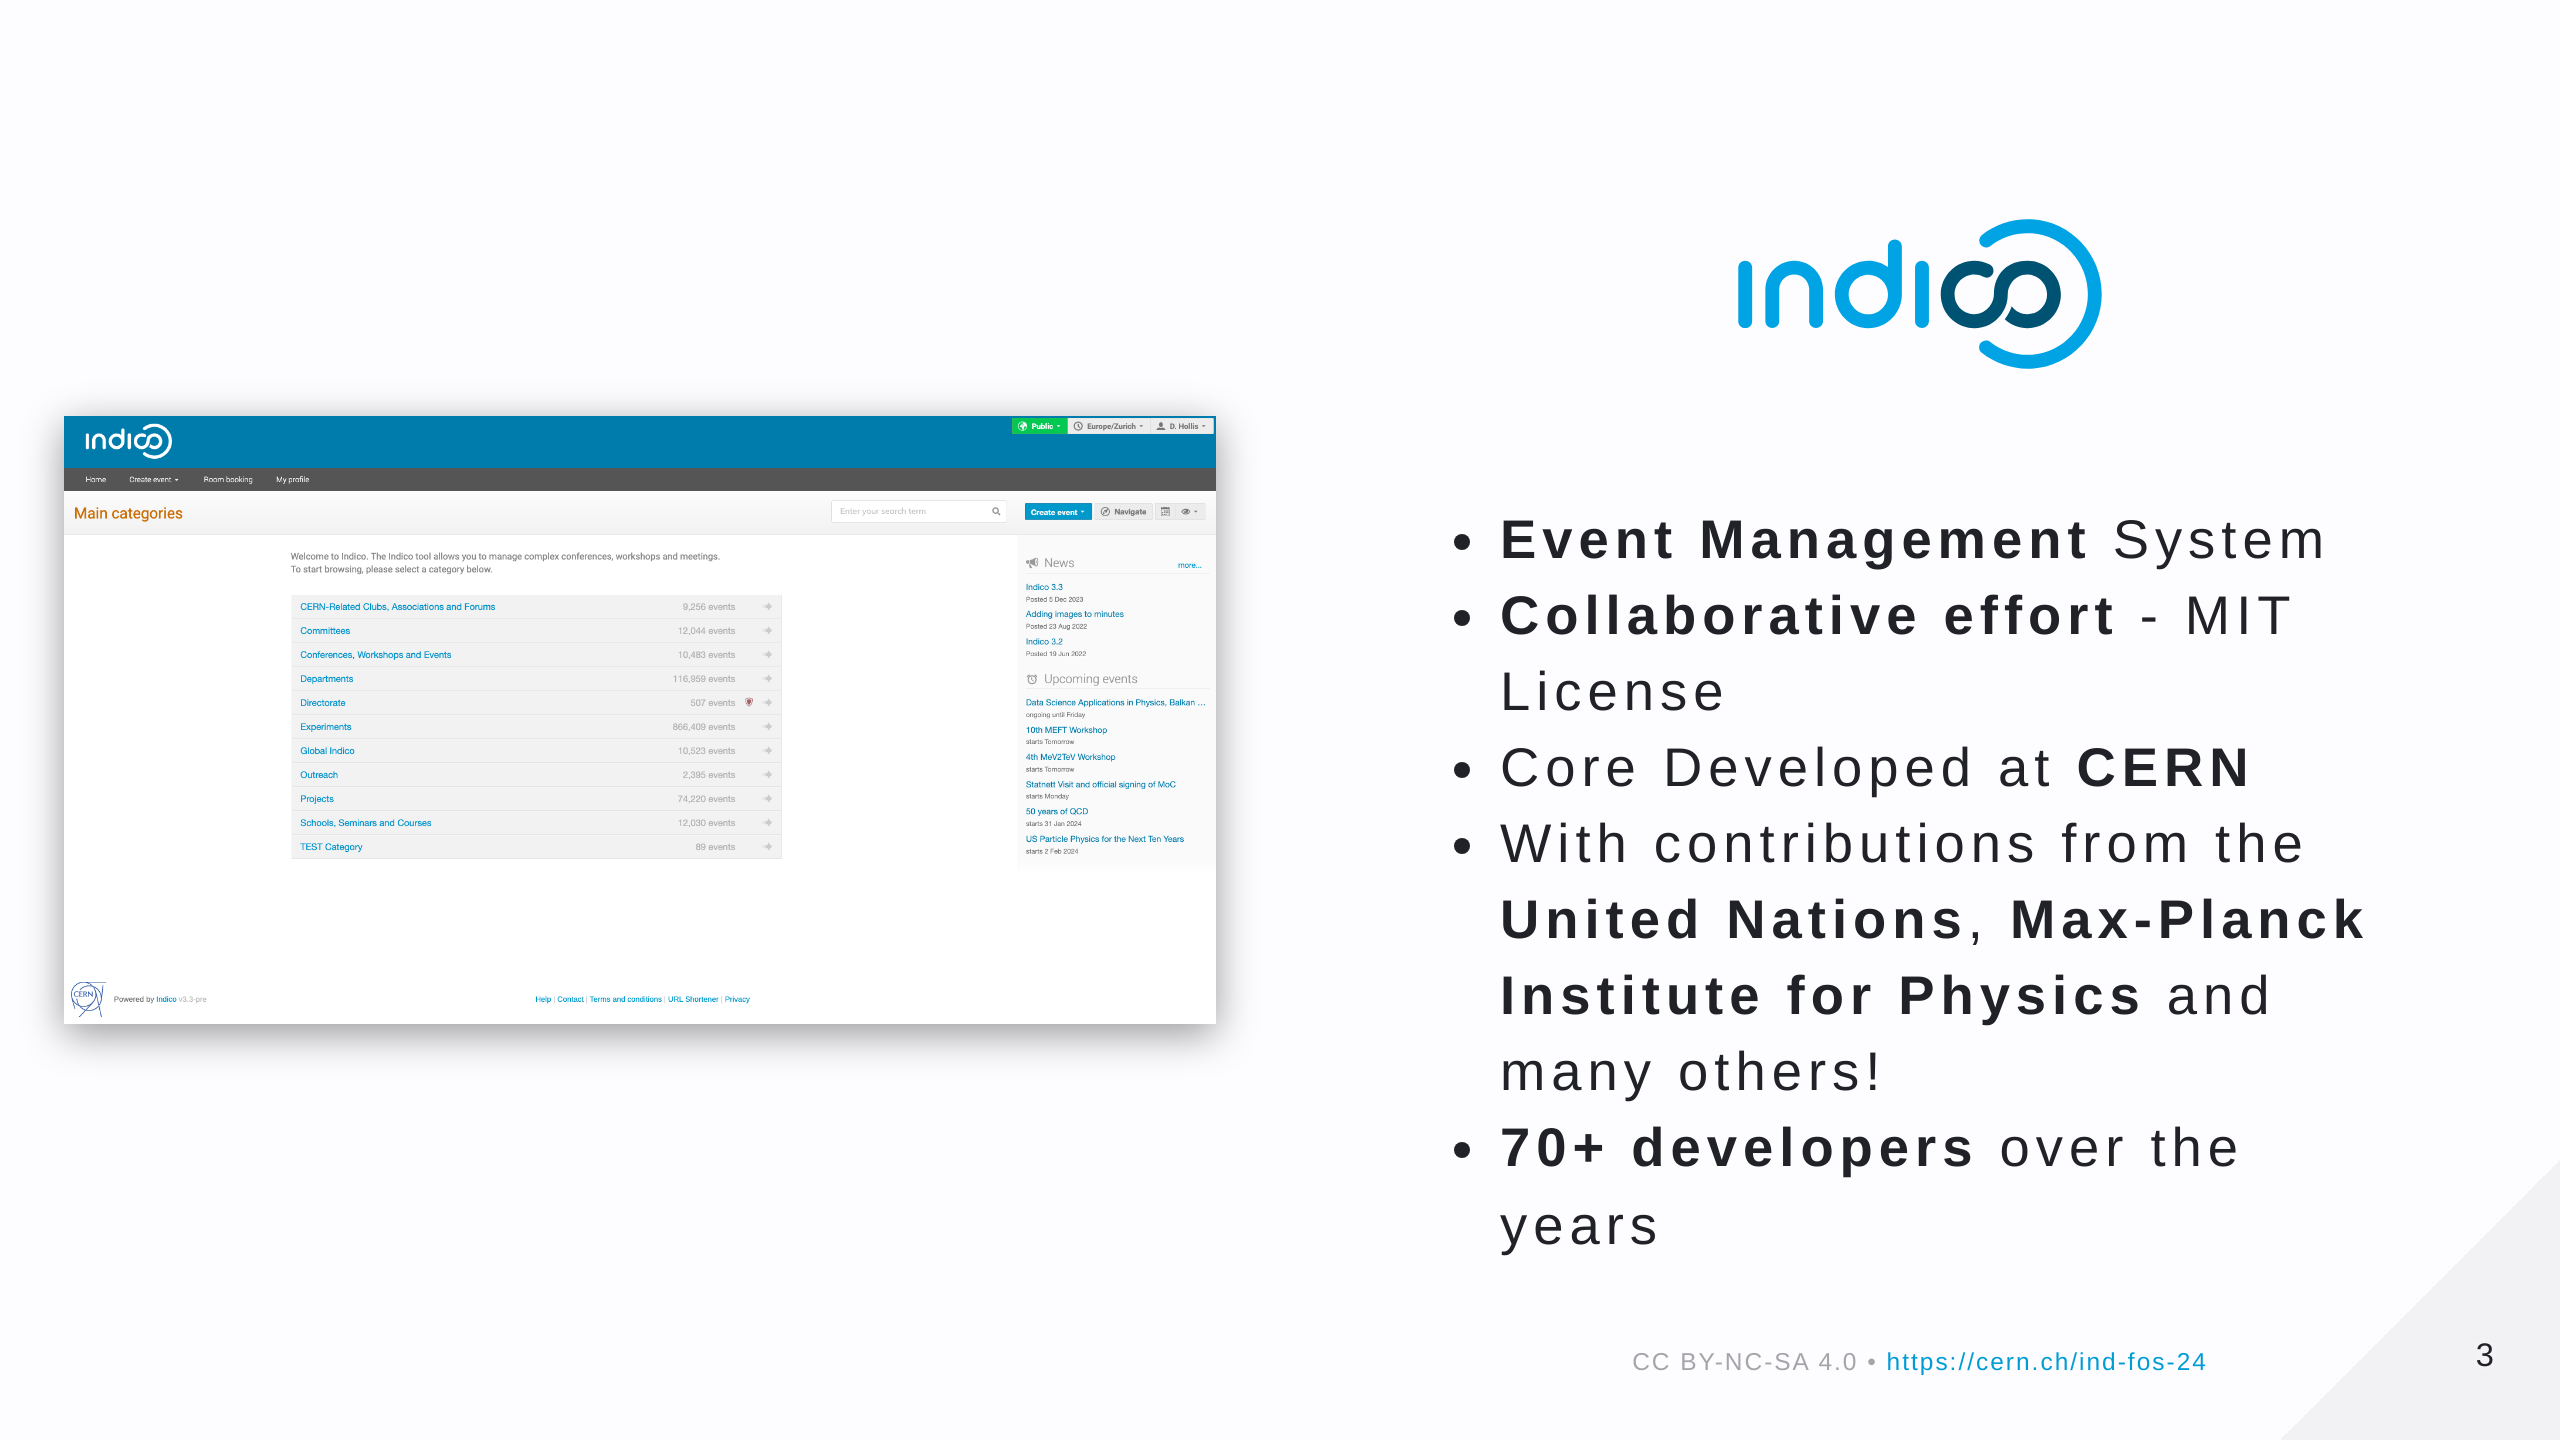 indico
Public
Europe/Zurich
D. Hollis
Home
Create event
Room booking
My profile
Main categories
Enter your search term
Create event
Navigate
Welcome to Indico. The Indico tool allows you to manage complex conferences, workshops and meetings.
To start browsing, please select a category below.
CERN-Related Clubs, Associations and Forums 9,256 events
Committees 12,044 events
Conferences, Workshops and Events 10,483 events
Departments 116,959 events
Directorate 507 events
Experiments 866,409 events
Global Indico 10,523 events
Outreach 2,395 events
Projects 74,220 events
Schools, Seminars and Courses 12,030 events
TEST Category 89 events
News more...
Indico 3.3
Posted 5 Dec 2023
Adding images to minutes
Posted 23 Aug 2022
Indico 3.2
Posted 19 Jun 2022
Upcoming events
Data Science Applications in Physics, Balkan ...
ongoing until Friday
10th MEFT Workshop
starts Tomorrow
4th MeV2TeV Workshop
starts Tomorrow
Statnett Visit and official signing of MoC
starts Monday
50 years of QCD
starts 31 Jan 2024
US Particle Physics for the Next Ten Years
starts 2 Feb 2024
CERN
Powered by Indico v3.3-pre
Help | Contact | Terms and conditions | URL Shortener | Privacy
indico
• Event Management System
• Collaborative effort - MIT
License
• Core Developed at CERN
• With contributions from the
United Nations, Max-Planck
Institute for Physics and
many others!
• 70+ developers over the
years
CC BY-NC-SA 4.0 • https://cern.ch/ind-fos-24
3